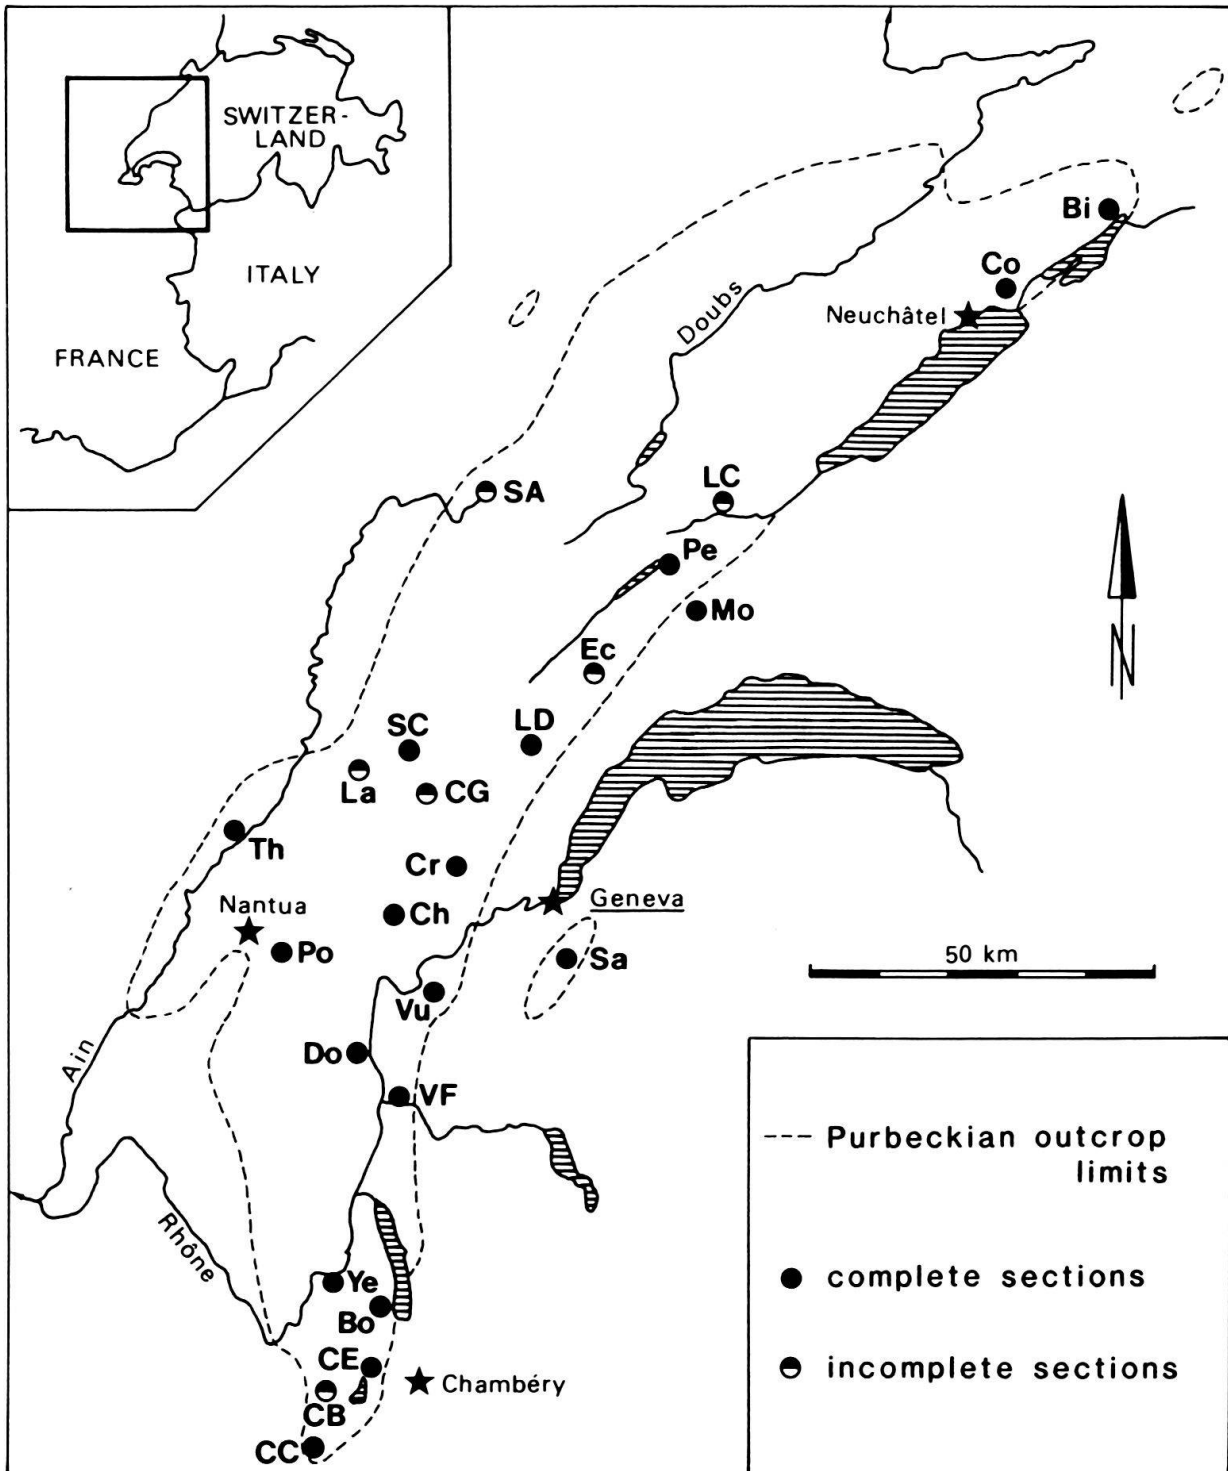 SWITZER-
LAND
ITALY
FRANCE
Bi
Co
Neuchâtel
Doubs
SA
LC
Pe
Mo
Ec
LD
SC
La
CG
Th
Cr
Nantua
Ch
Geneva
Po
Sa
50 km
Vu
Do
Ain
VF
Rhône
Ye
Bo
CE
Chambéry
CB
CC
N
Purbeckian outcrop
limits
complete sections
incomplete sections